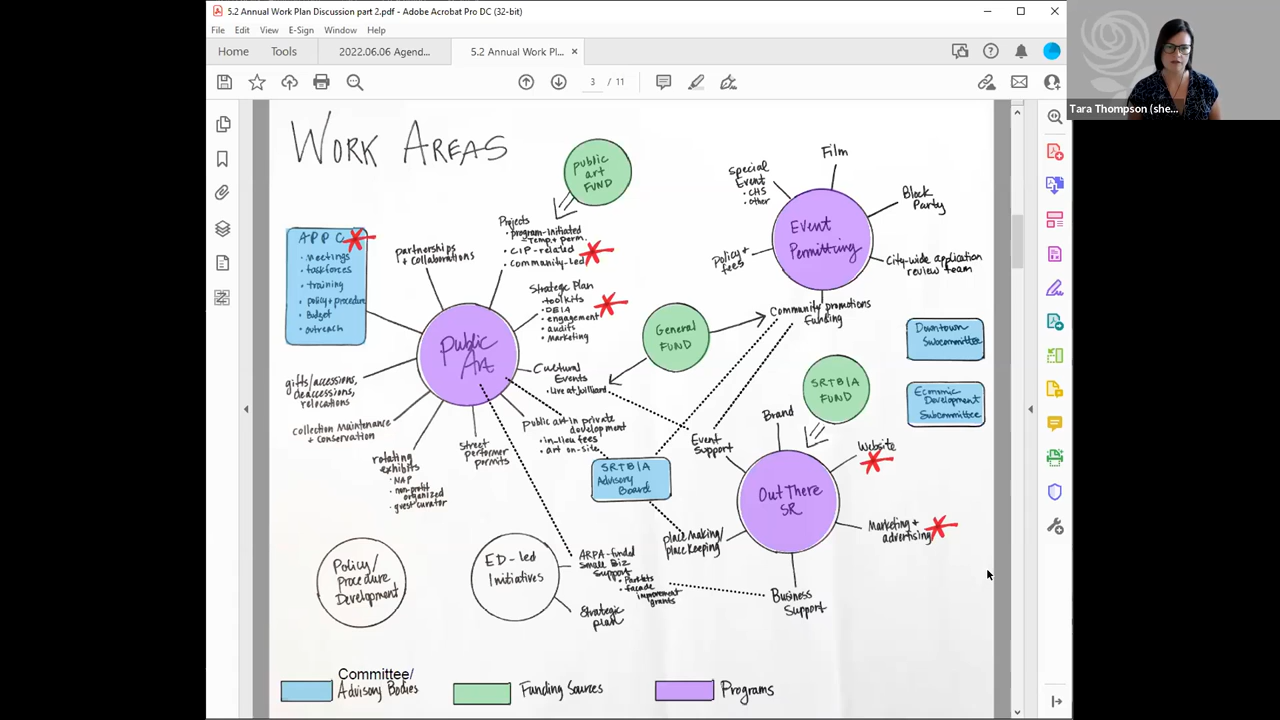 5.2 Annual Work Plan Discussion part 2.pdf - Adobe Acrobat Pro DC (32-bit)
File Edit View E-Sign Window Help
Home Tools 2022.06.06 Agend... 5.2 Annual Work Pl... ×
3 / 11
Tara Thompson (she...
WORK AREAS
public
art
FUND
APPC
• Meetings
• taskforces
• training
• policy + procedure
• Budget
• outreach
partnerships
+ collaborations
Projects
• program-initiated
- Temp. + perm.
• CIP-related
• Community-led
Strategic Plan
• toolkits
• DEIA
• engagement
• audits
• marketing
Public
Art
Cultural
Events
• Live at Juilliard
public art in private
development
• in-lieu fees
• art on-site
gifts/accessions,
deaccessions,
relocations
Collection Maintenance
+ Conservation
rotating
exhibits
• NAP
• non-profit
organized
• guest curator
street
performer
permits
General
FUND
Special
Event
• CHS
• other
Film
Block
Party
Event
Permitting
Policy +
fees
City-wide application
review team
Community promotions
Funding
Downtown
Subcommittee
Economic
Development
Subcommittee
SRTBIA
FUND
Brand
Event
Support
Website
Out There
SR
Marketing +
advertising
place making/
place keeping
Business
Support
SRTBIA
Advisory
Board
Policy/
Procedure
Development
ED-led
Initiatives
ARPA-funded
Small Biz
Support
• Parklets
• façade
improvement
grants
Strategic
plan
Committee/
Advisory Bodies
Funding Sources
Programs